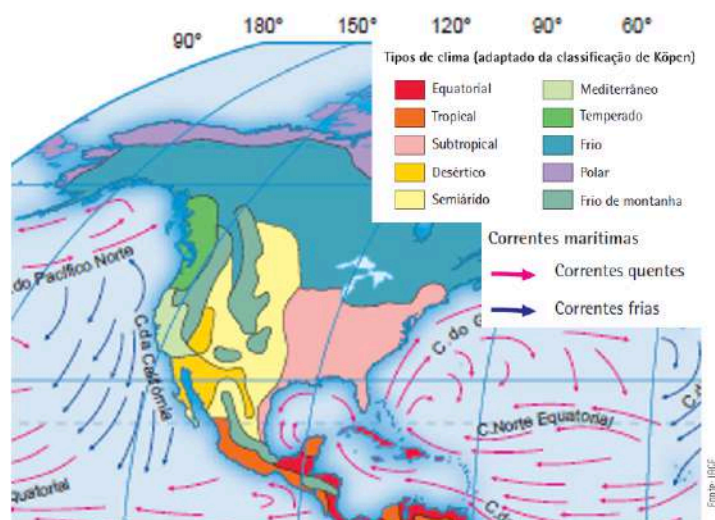 90° 180° 150° 120° 90° 60°
Tipos de clima (adaptado da classificação de Köpen)
Equatorial
Tropical
Subtropical
Desértico
Semiárido
Mediterrâneo
Temperado
Frio
Polar
Frio de montanha
Correntes marítimas
Correntes quentes
Correntes frias
C. do Pacífico Norte
C. da Califórnia
C. do G
C. Norte Equatorial
quatorial
C. d
C. d
Fonte: IBGE